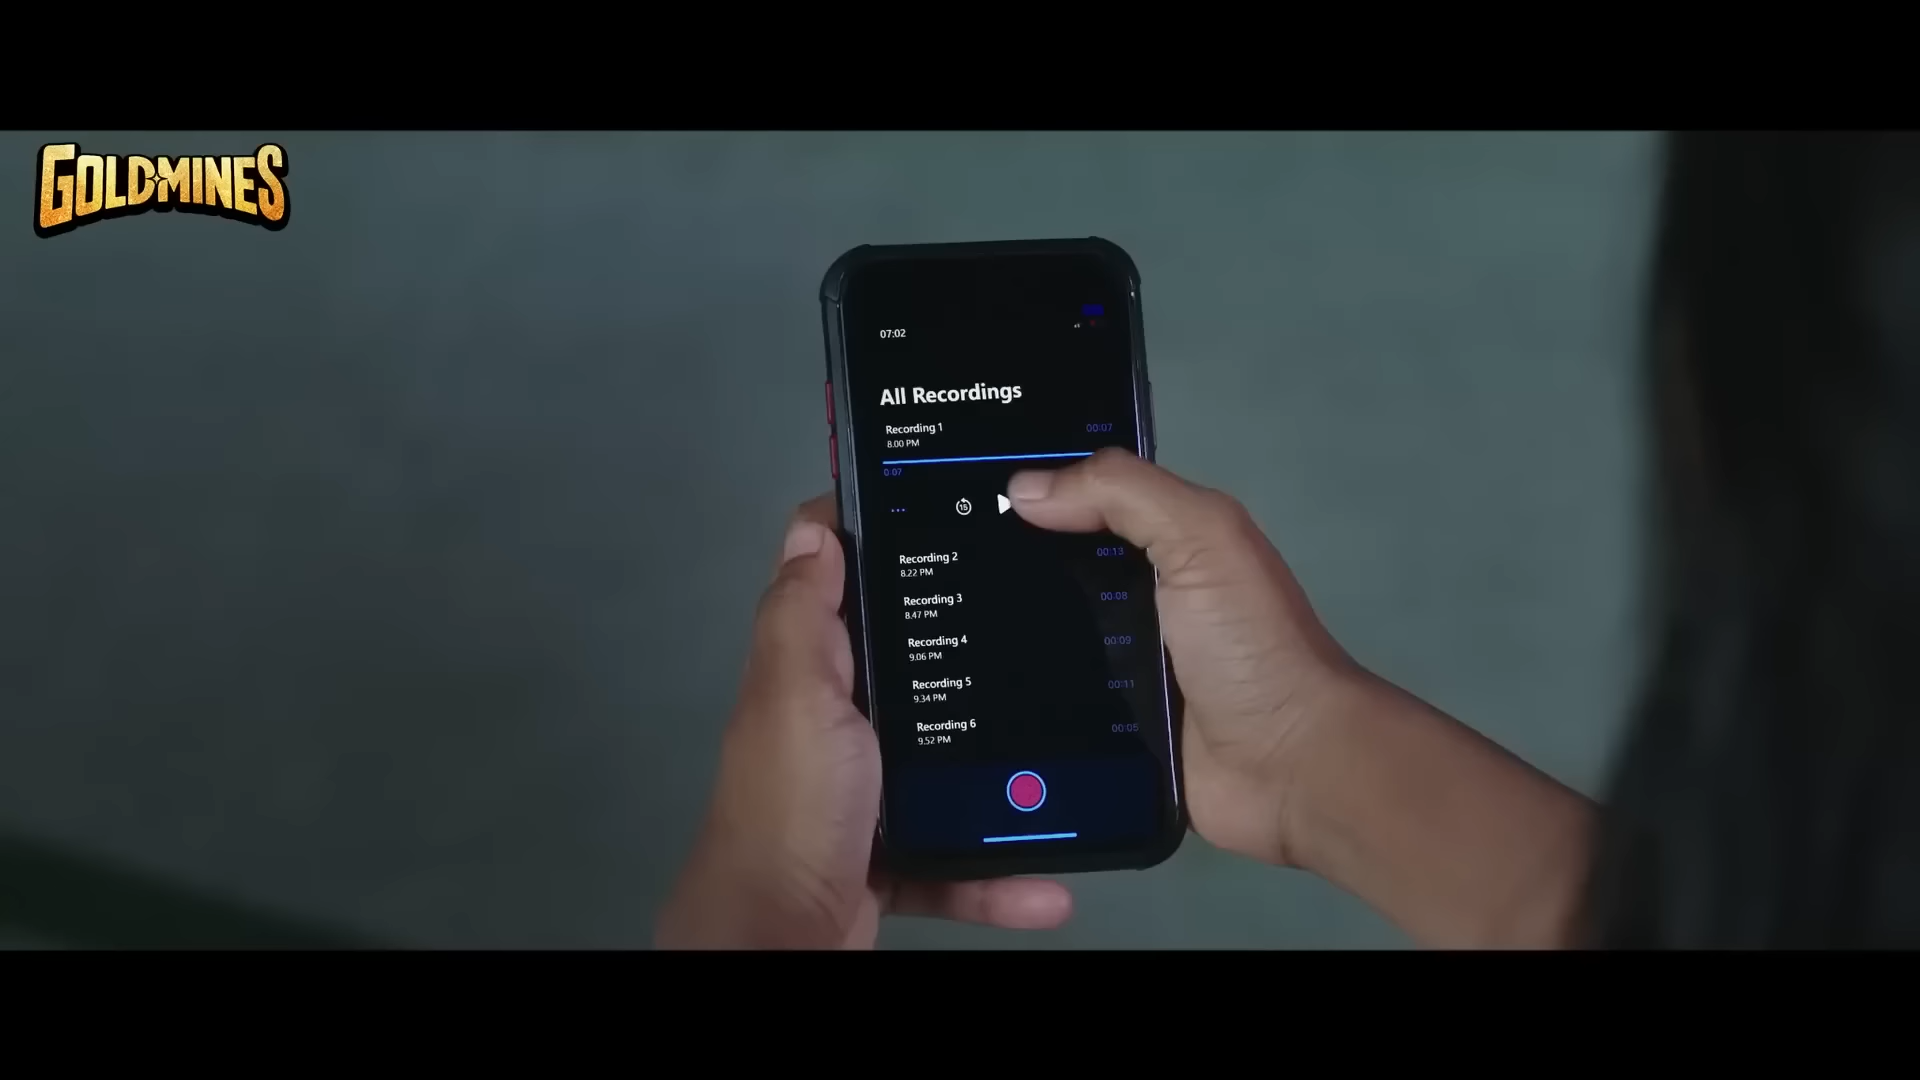 GOLDMINES
07:02
All Recordings
Recording 1 00:07
8.00 PM
0:07
... 15
Recording 2 00:13
8.22 PM
Recording 3 00:08
8.47 PM
Recording 4 00:09
9.06 PM
Recording 5 00:11
9.34 PM
Recording 6 00:05
9.52 PM